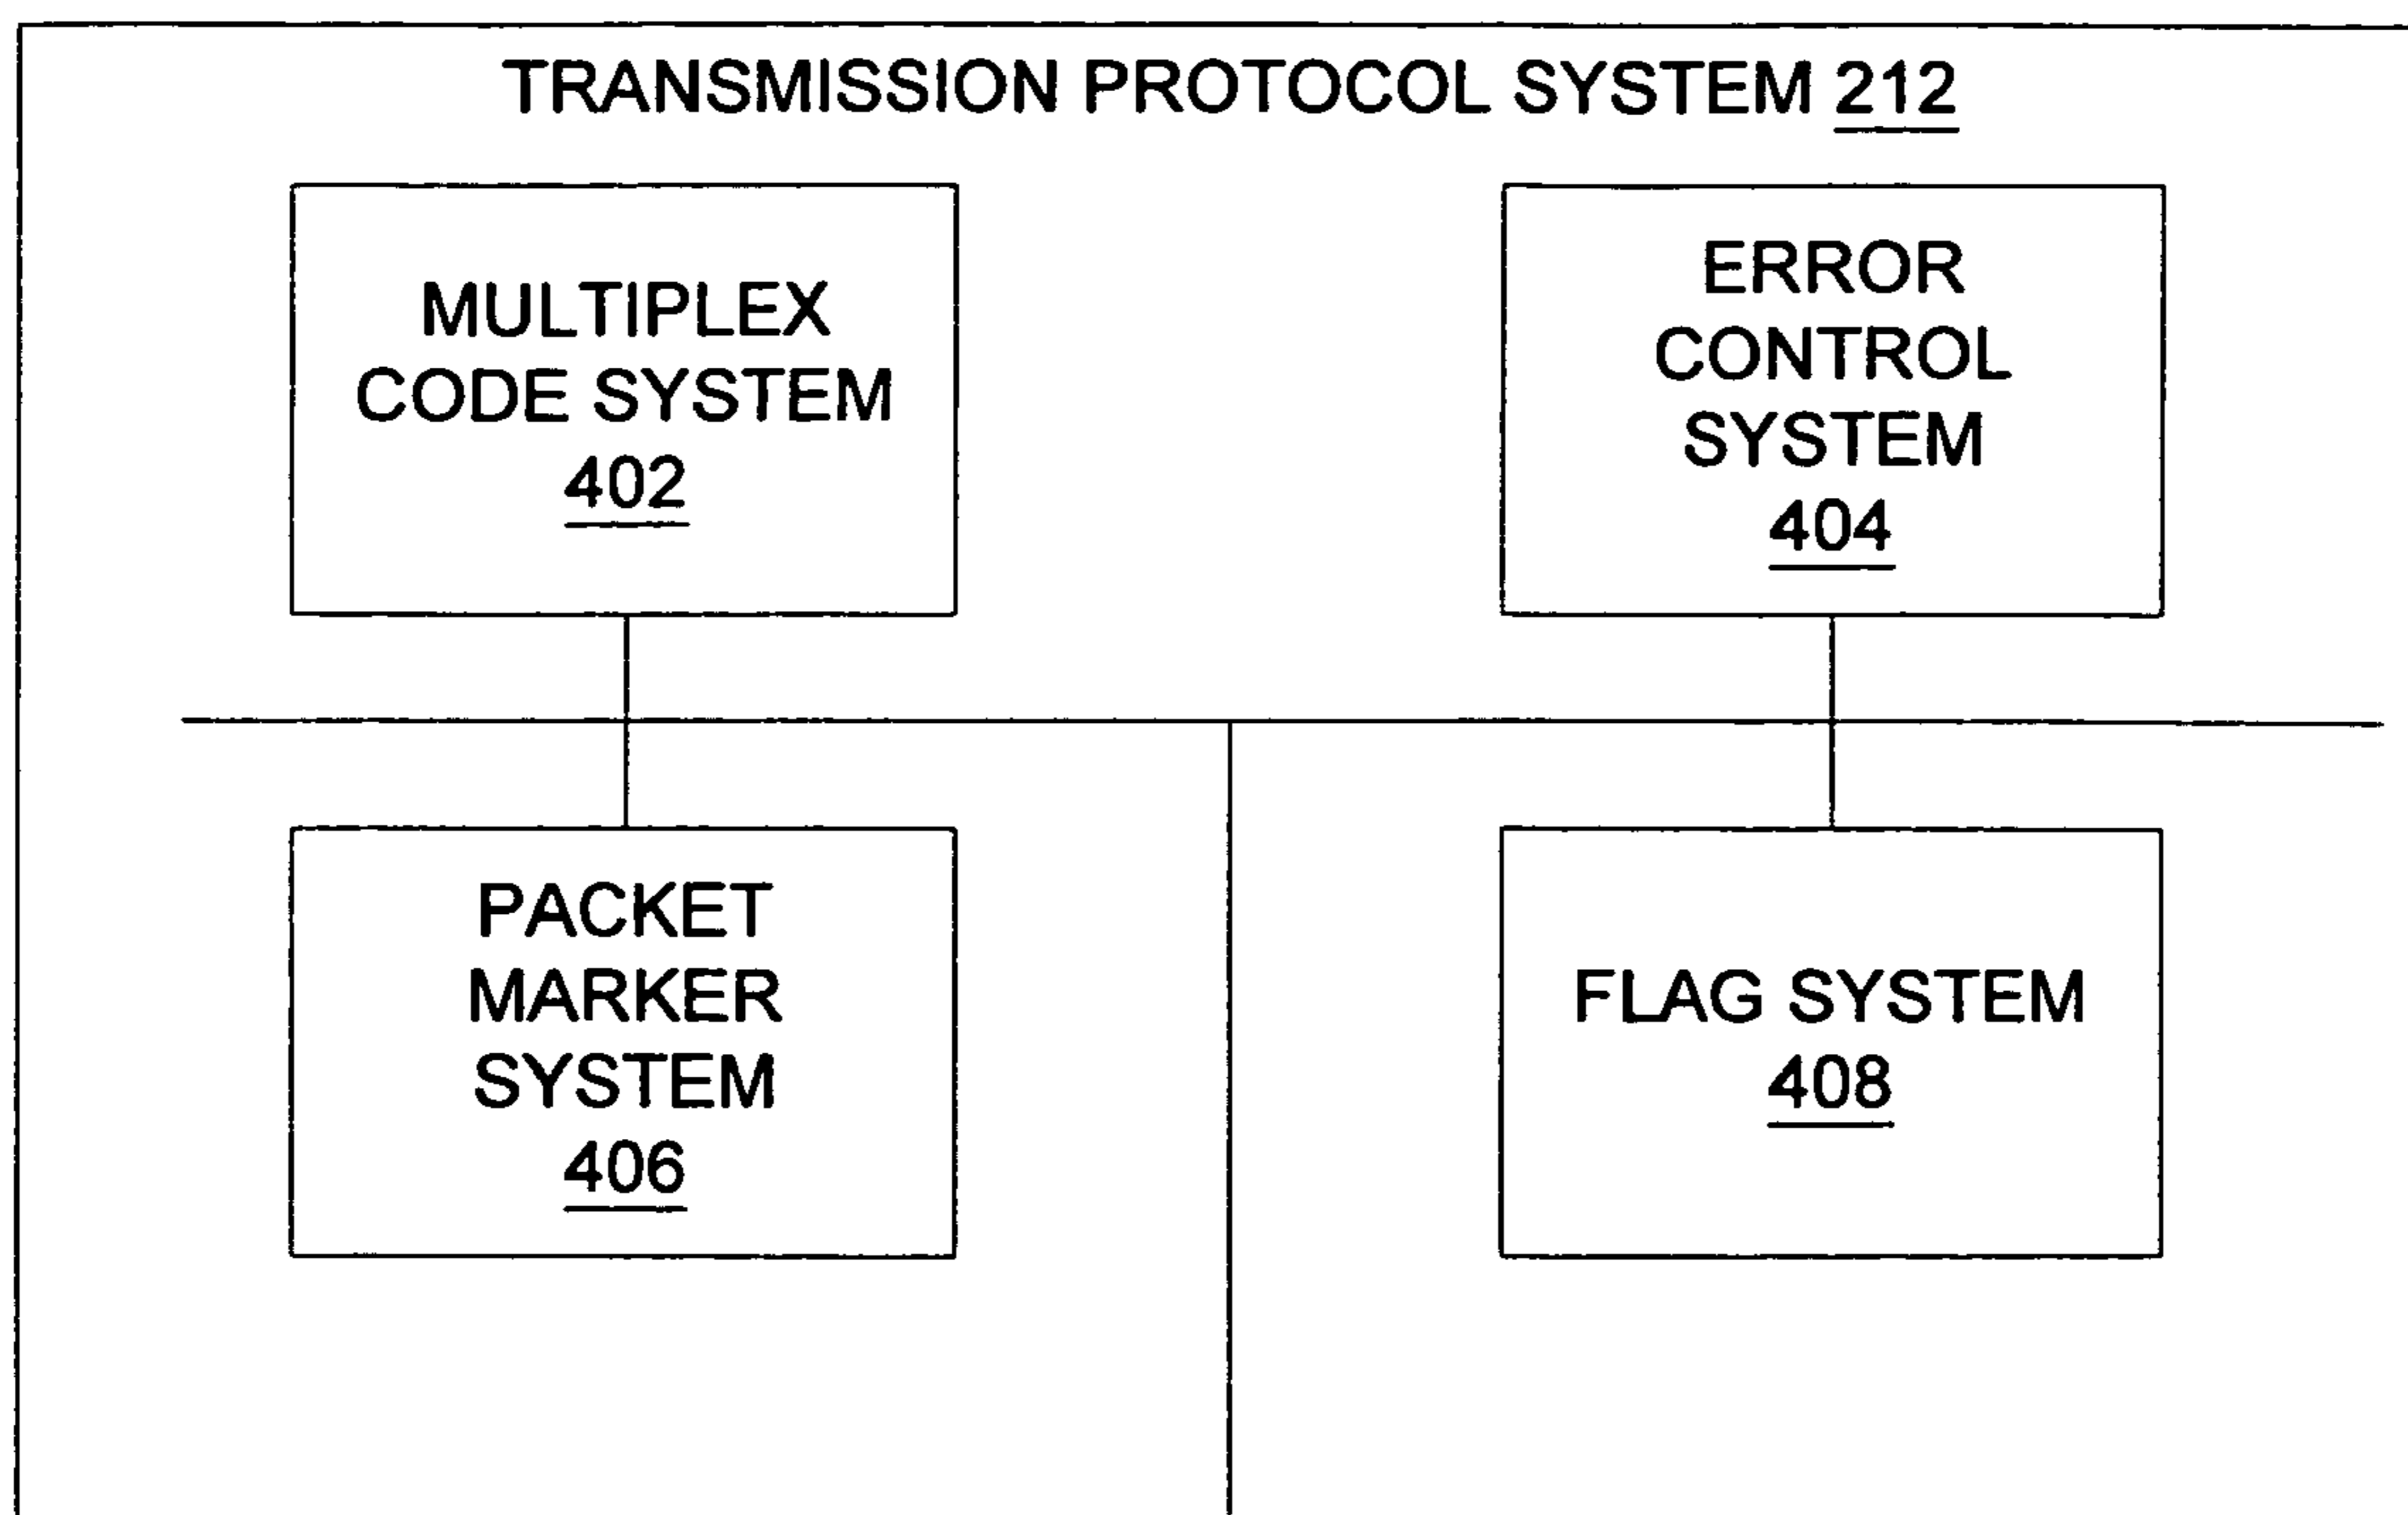 TRANSMISSION PROTOCOL SYSTEM 212
MULTIPLEX
CODE SYSTEM
402
ERROR
CONTROL
SYSTEM
404
PACKET
MARKER
SYSTEM
406
FLAG SYSTEM
408